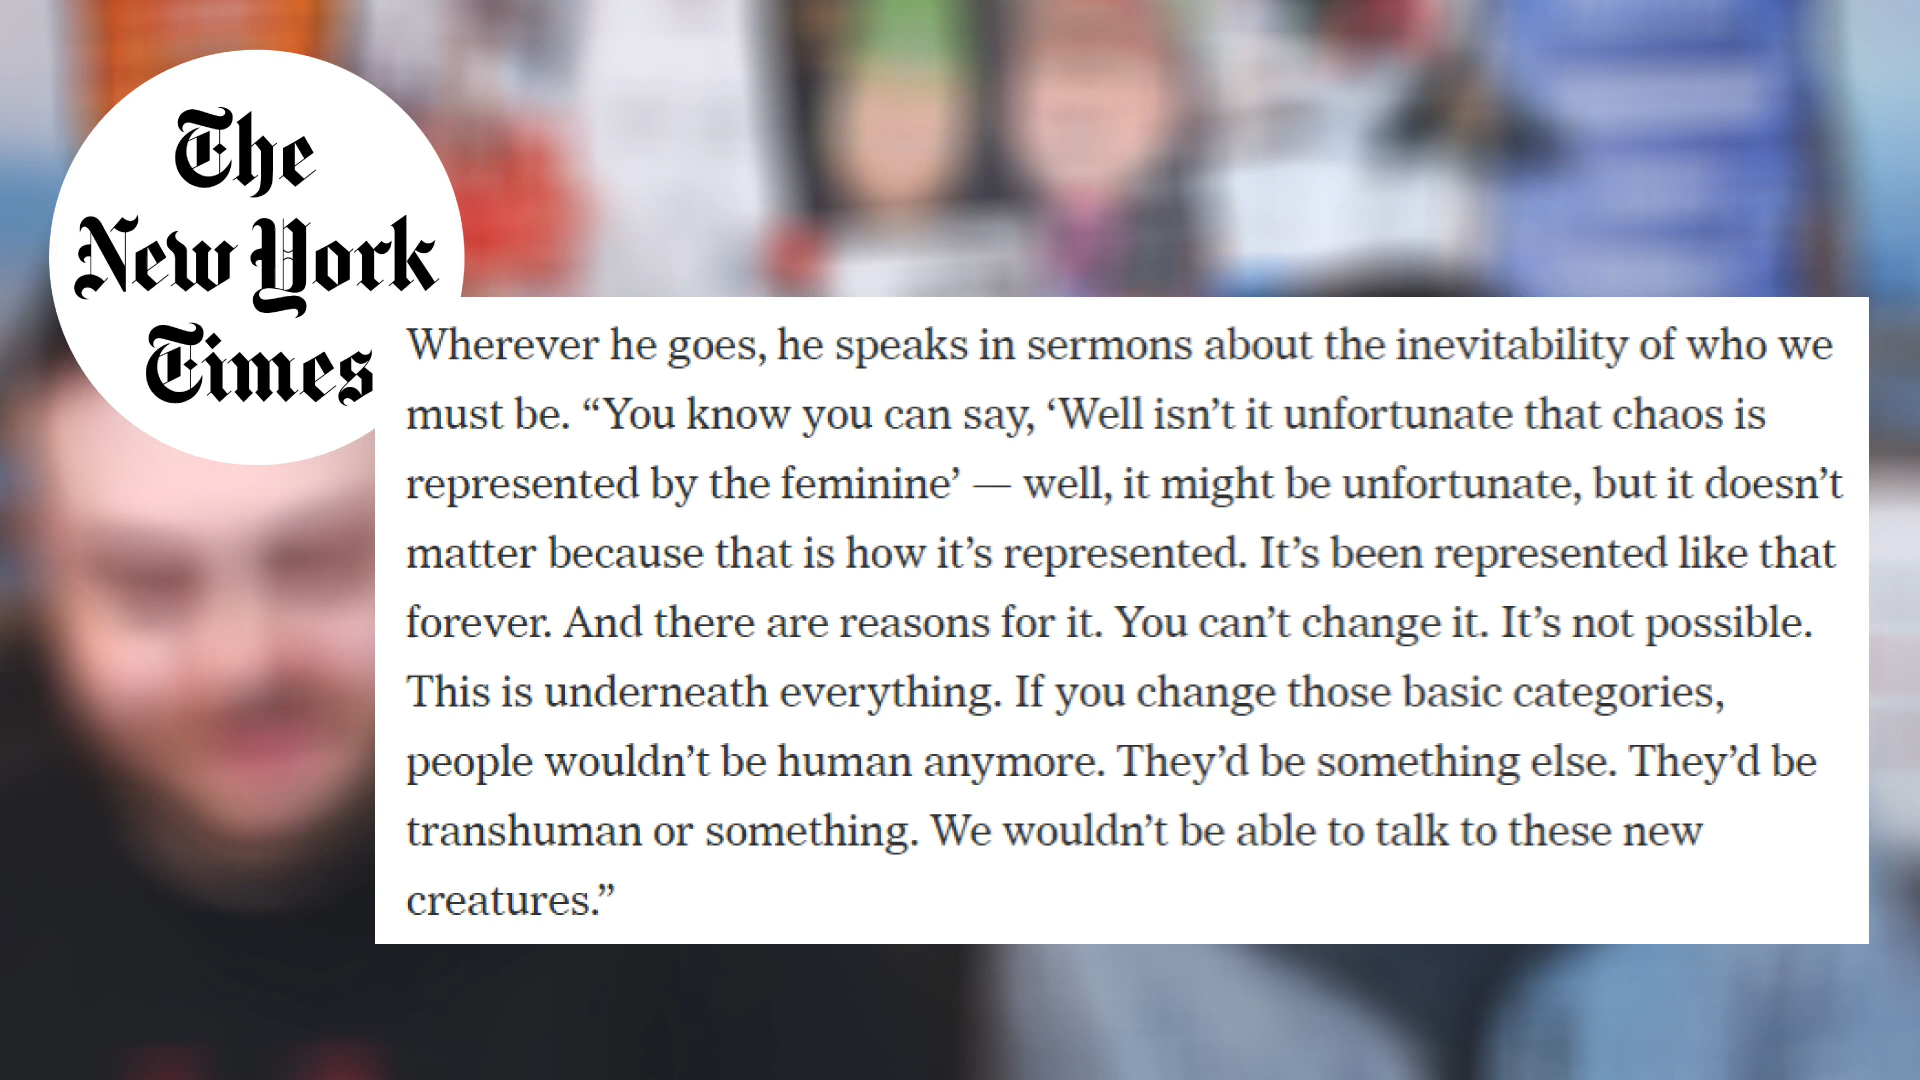 The
New York
Times
Wherever he goes, he speaks in sermons about the inevitability of who we
must be. “You know you can say, ‘Well isn’t it unfortunate that chaos is
represented by the feminine’ — well, it might be unfortunate, but it doesn’t
matter because that is how it’s represented. It’s been represented like that
forever. And there are reasons for it. You can’t change it. It’s not possible.
This is underneath everything. If you change those basic categories,
people wouldn’t be human anymore. They’d be something else. They’d be
transhuman or something. We wouldn’t be able to talk to these new
creatures.”